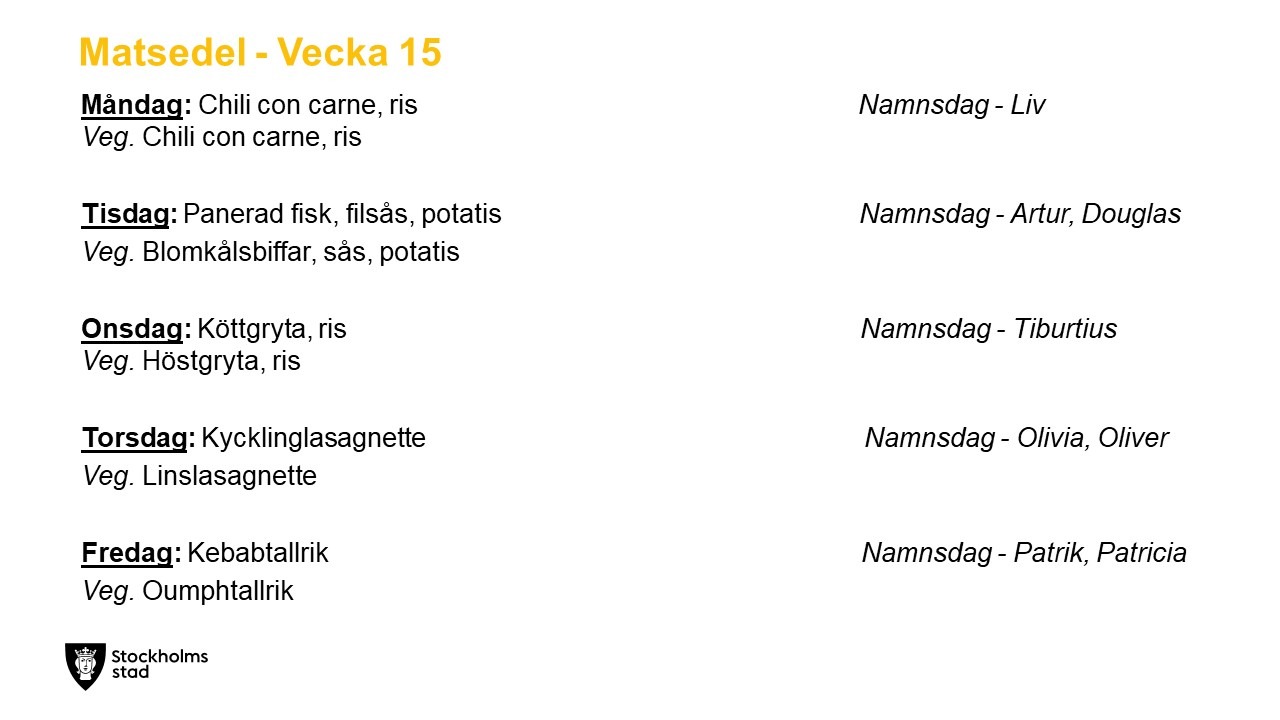 Matsedel - Vecka 15
Måndag: Chili con carne, ris Namnsdag - Liv
Veg. Chili con carne, ris
Tisdag: Panerad fisk, filsås, potatis Namnsdag - Artur, Douglas
Veg. Blomkålsbiffar, sås, potatis
Onsdag: Köttgryta, ris Namnsdag - Tiburtius
Veg. Höstgryta, ris
Torsdag: Kycklinglasagnette Namnsdag - Olivia, Oliver
Veg. Linslasagnette
Fredag: Kebabtallrik Namnsdag - Patrik, Patricia
Veg. Oumphtallrik
Stockholms
stad